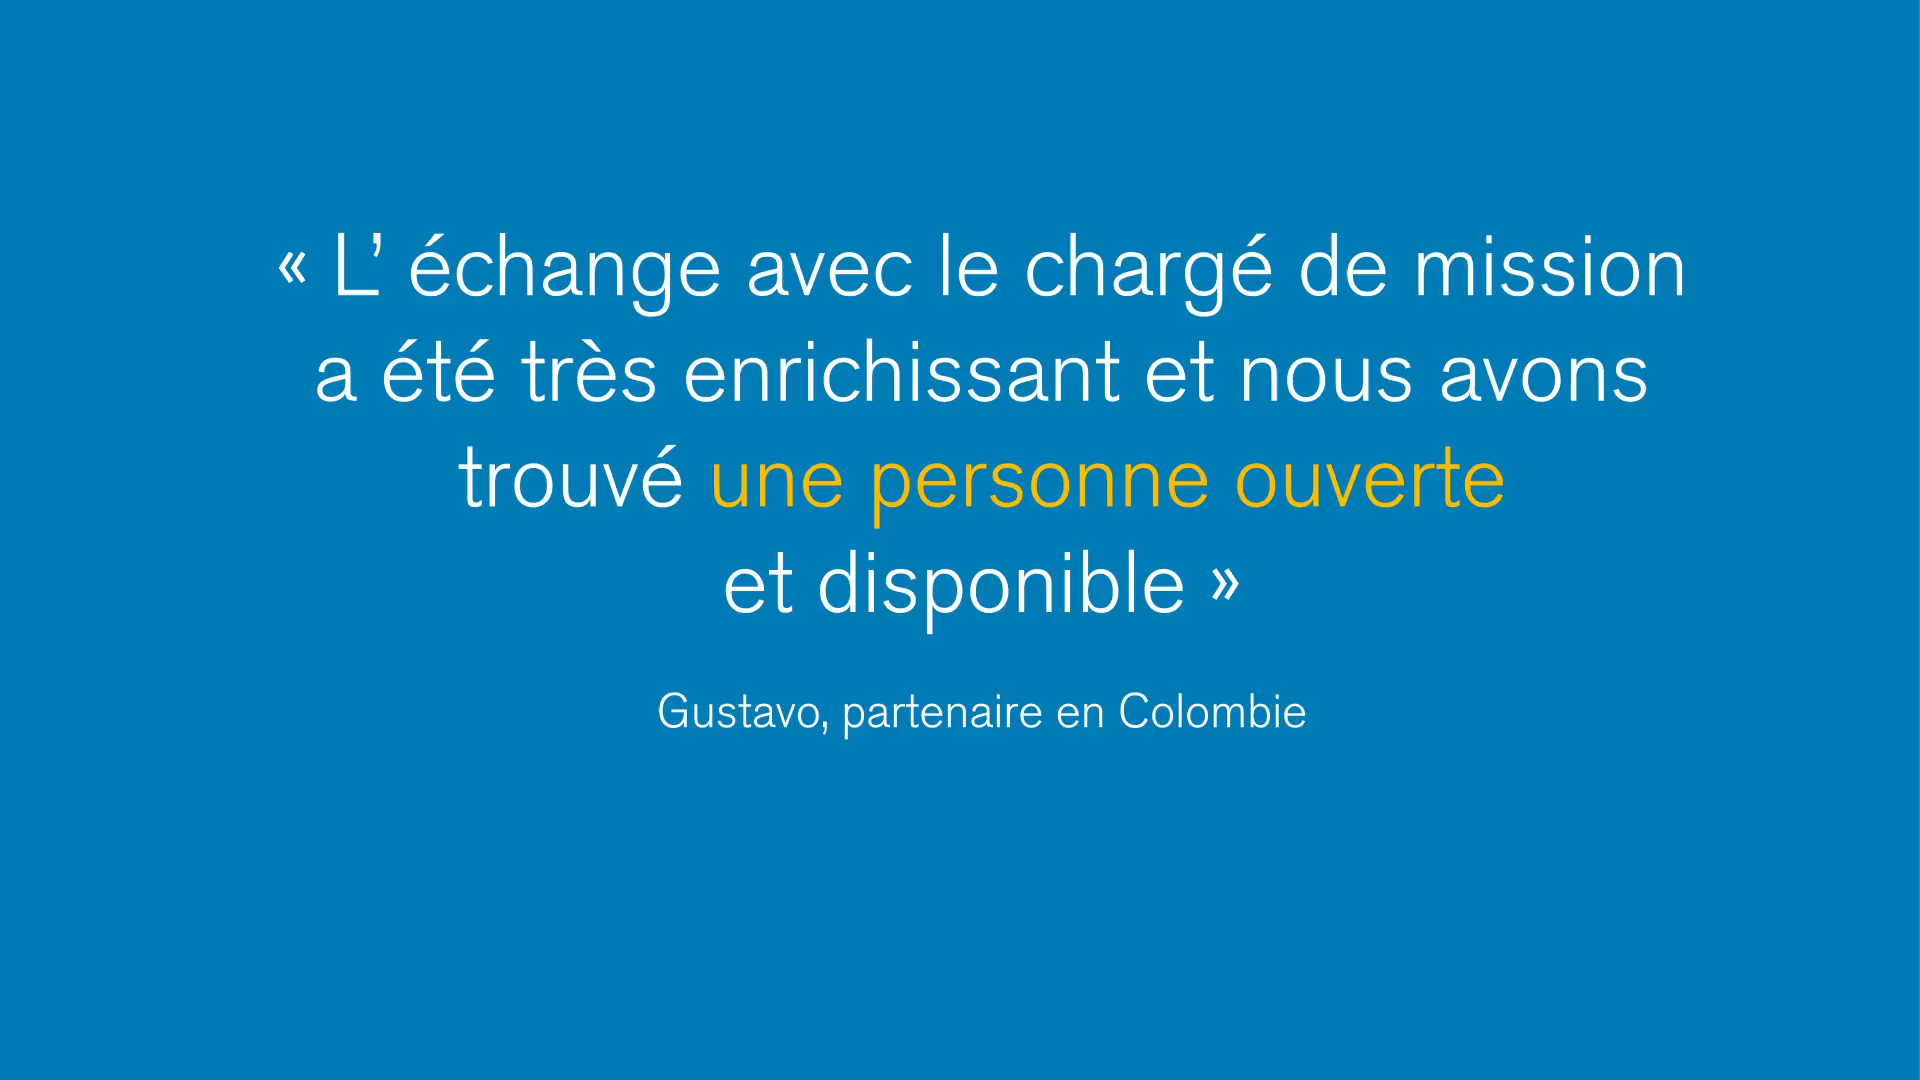 « L’ échange avec le chargé de mission
a été très enrichissant et nous avons
trouvé une personne ouverte
et disponible »
Gustavo, partenaire en Colombie